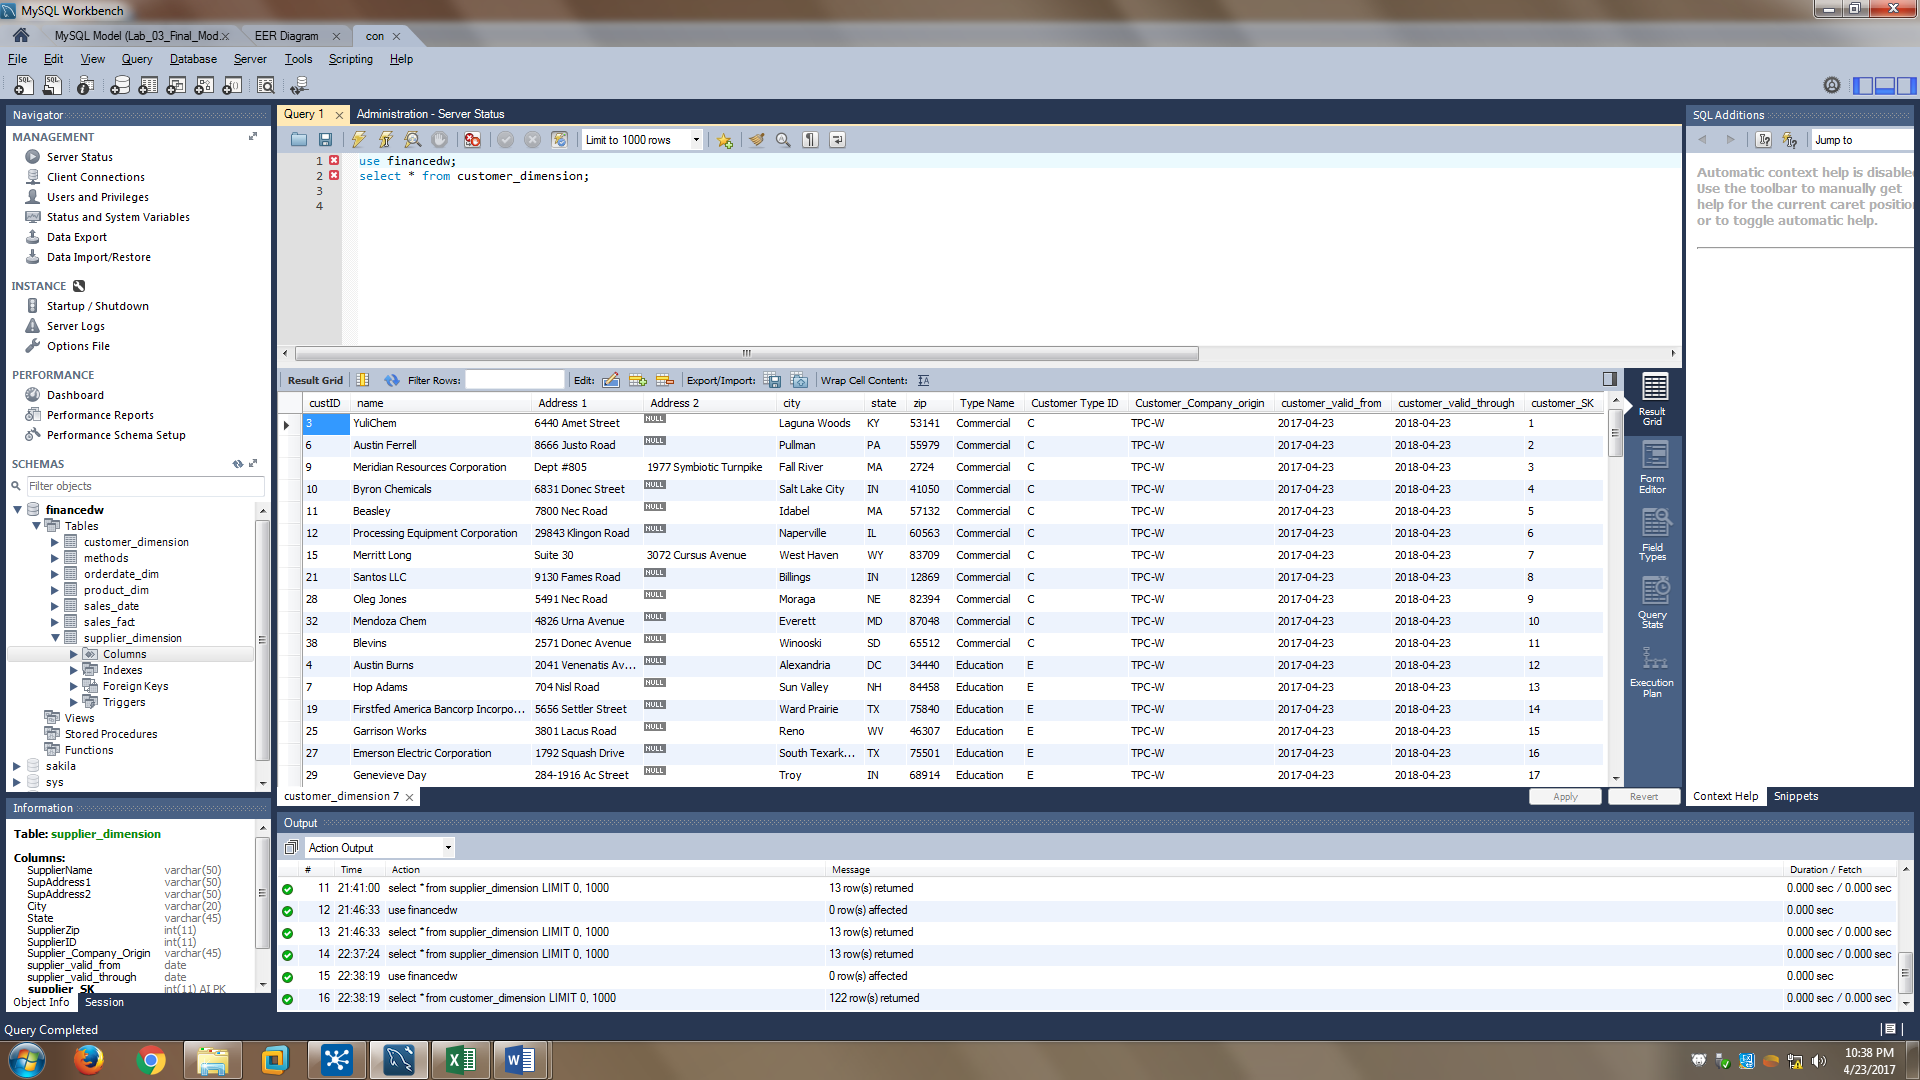 MySQL Workbench
MySQL Model (Lab_03_Final_Mod.x
EER Diagram
con
File Edit View Query Database Server Tools Scripting Help
Navigator
MANAGEMENT
Server Status
Client Connections
Users and Privileges
Status and System Variables
Data Export
Data Import/Restore
INSTANCE
Startup / Shutdown
Server Logs
Options File
PERFORMANCE
Dashboard
Performance Reports
Performance Schema Setup
SCHEMAS
Filter objects
financedw
Tables
customer_dimension
methods
orderdate_dim
product_dim
sales_date
sales_fact
supplier_dimension
Columns
Indexes
Foreign Keys
Triggers
Views
Stored Procedures
Functions
sakila
sys
Information
Table: supplier_dimension
Columns:
SupplierName varchar(50)
SupAddress1 varchar(50)
SupAddress2 varchar(50)
City varchar(20)
State varchar(45)
SupplierZip int(11)
SupplierID int(11)
Supplier_Company_Origin varchar(45)
supplier_valid_from date
supplier_valid_through date
supplier_SK int(11) AI PK
Object Info Session
Query Completed
Query 1
Administration - Server Status
Limit to 1000 rows
1 use financedw;
2 select * from customer_dimension;
3
4
Result Grid Filter Rows: Edit: Export/Import: Wrap Cell Content:
custID name Address 1 Address 2 city state zip Type Name Customer Type ID Customer_Company_origin customer_valid_from customer_valid_through customer_SK
3 YuliChem 6440 Amet Street NULL Laguna Woods KY 53141 Commercial C TPC-W 2017-04-23 2018-04-23 1
6 Austin Ferrell 8666 Justo Road NULL Pullman PA 55979 Commercial C TPC-W 2017-04-23 2018-04-23 2
9 Meridian Resources Corporation Dept #805 1977 Symbiotic Turnpike Fall River MA 2724 Commercial C TPC-W 2017-04-23 2018-04-23 3
10 Byron Chemicals 6831 Donec Street NULL Salt Lake City IN 41050 Commercial C TPC-W 2017-04-23 2018-04-23 4
11 Beasley 7800 Nec Road NULL Idabel MA 57132 Commercial C TPC-W 2017-04-23 2018-04-23 5
12 Processing Equipment Corporation 29843 Klingon Road NULL Naperville IL 60563 Commercial C TPC-W 2017-04-23 2018-04-23 6
15 Merritt Long Suite 30 3072 Cursus Avenue West Haven WY 83709 Commercial C TPC-W 2017-04-23 2018-04-23 7
21 Santos LLC 9130 Fames Road NULL Billings IN 12869 Commercial C TPC-W 2017-04-23 2018-04-23 8
28 Oleg Jones 5491 Nec Road NULL Moraga NE 82394 Commercial C TPC-W 2017-04-23 2018-04-23 9
32 Mendoza Chem 4826 Urna Avenue NULL Everett MD 87048 Commercial C TPC-W 2017-04-23 2018-04-23 10
38 Blevins 2571 Donec Avenue NULL Winooski SD 65512 Commercial C TPC-W 2017-04-23 2018-04-23 11
4 Austin Burns 2041 Venenatis Av... NULL Alexandria DC 34440 Education E TPC-W 2017-04-23 2018-04-23 12
7 Hop Adams 704 Nisl Road NULL Sun Valley NH 84458 Education E TPC-W 2017-04-23 2018-04-23 13
19 Firstfed America Bancorp Incorpo... 5656 Settler Street NULL Ward Prairie TX 75840 Education E TPC-W 2017-04-23 2018-04-23 14
25 Garrison Works 3801 Lacus Road NULL Reno WV 46307 Education E TPC-W 2017-04-23 2018-04-23 15
27 Emerson Electric Corporation 1792 Squash Drive NULL South Texark... TX 75501 Education E TPC-W 2017-04-23 2018-04-23 16
29 Genevieve Day 284-1916 Ac Street NULL Troy IN 68914 Education E TPC-W 2017-04-23 2018-04-23 17
customer_dimension 7
Apply Revert
Result Grid
Form Editor
Field Types
Query Stats
Execution Plan
SQL Additions
Jump to
Automatic context help is disable
Use the toolbar to manually get
help for the current caret position
or to toggle automatic help.
Context Help Snippets
Output
Action Output
# Time Action Message Duration / Fetch
11 21:41:00 select * from supplier_dimension LIMIT 0, 1000 13 row(s) returned 0.000 sec / 0.000 sec
12 21:46:33 use financedw 0 row(s) affected 0.000 sec
13 21:46:33 select * from supplier_dimension LIMIT 0, 1000 13 row(s) returned 0.000 sec / 0.000 sec
14 22:37:24 select * from supplier_dimension LIMIT 0, 1000 13 row(s) returned 0.000 sec / 0.000 sec
15 22:38:19 use financedw 0 row(s) affected 0.000 sec
16 22:38:19 select * from customer_dimension LIMIT 0, 1000 122 row(s) returned 0.000 sec / 0.000 sec
10:38 PM
4/23/2017